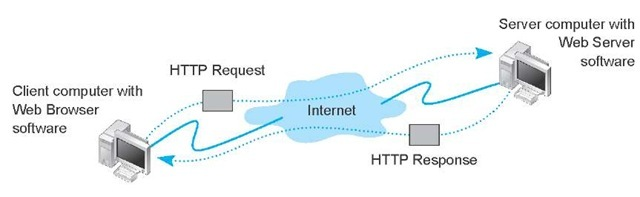 Server computer with
Web Server
software
HTTP Request
Client computer with
Web Browser
software
Internet
HTTP Response